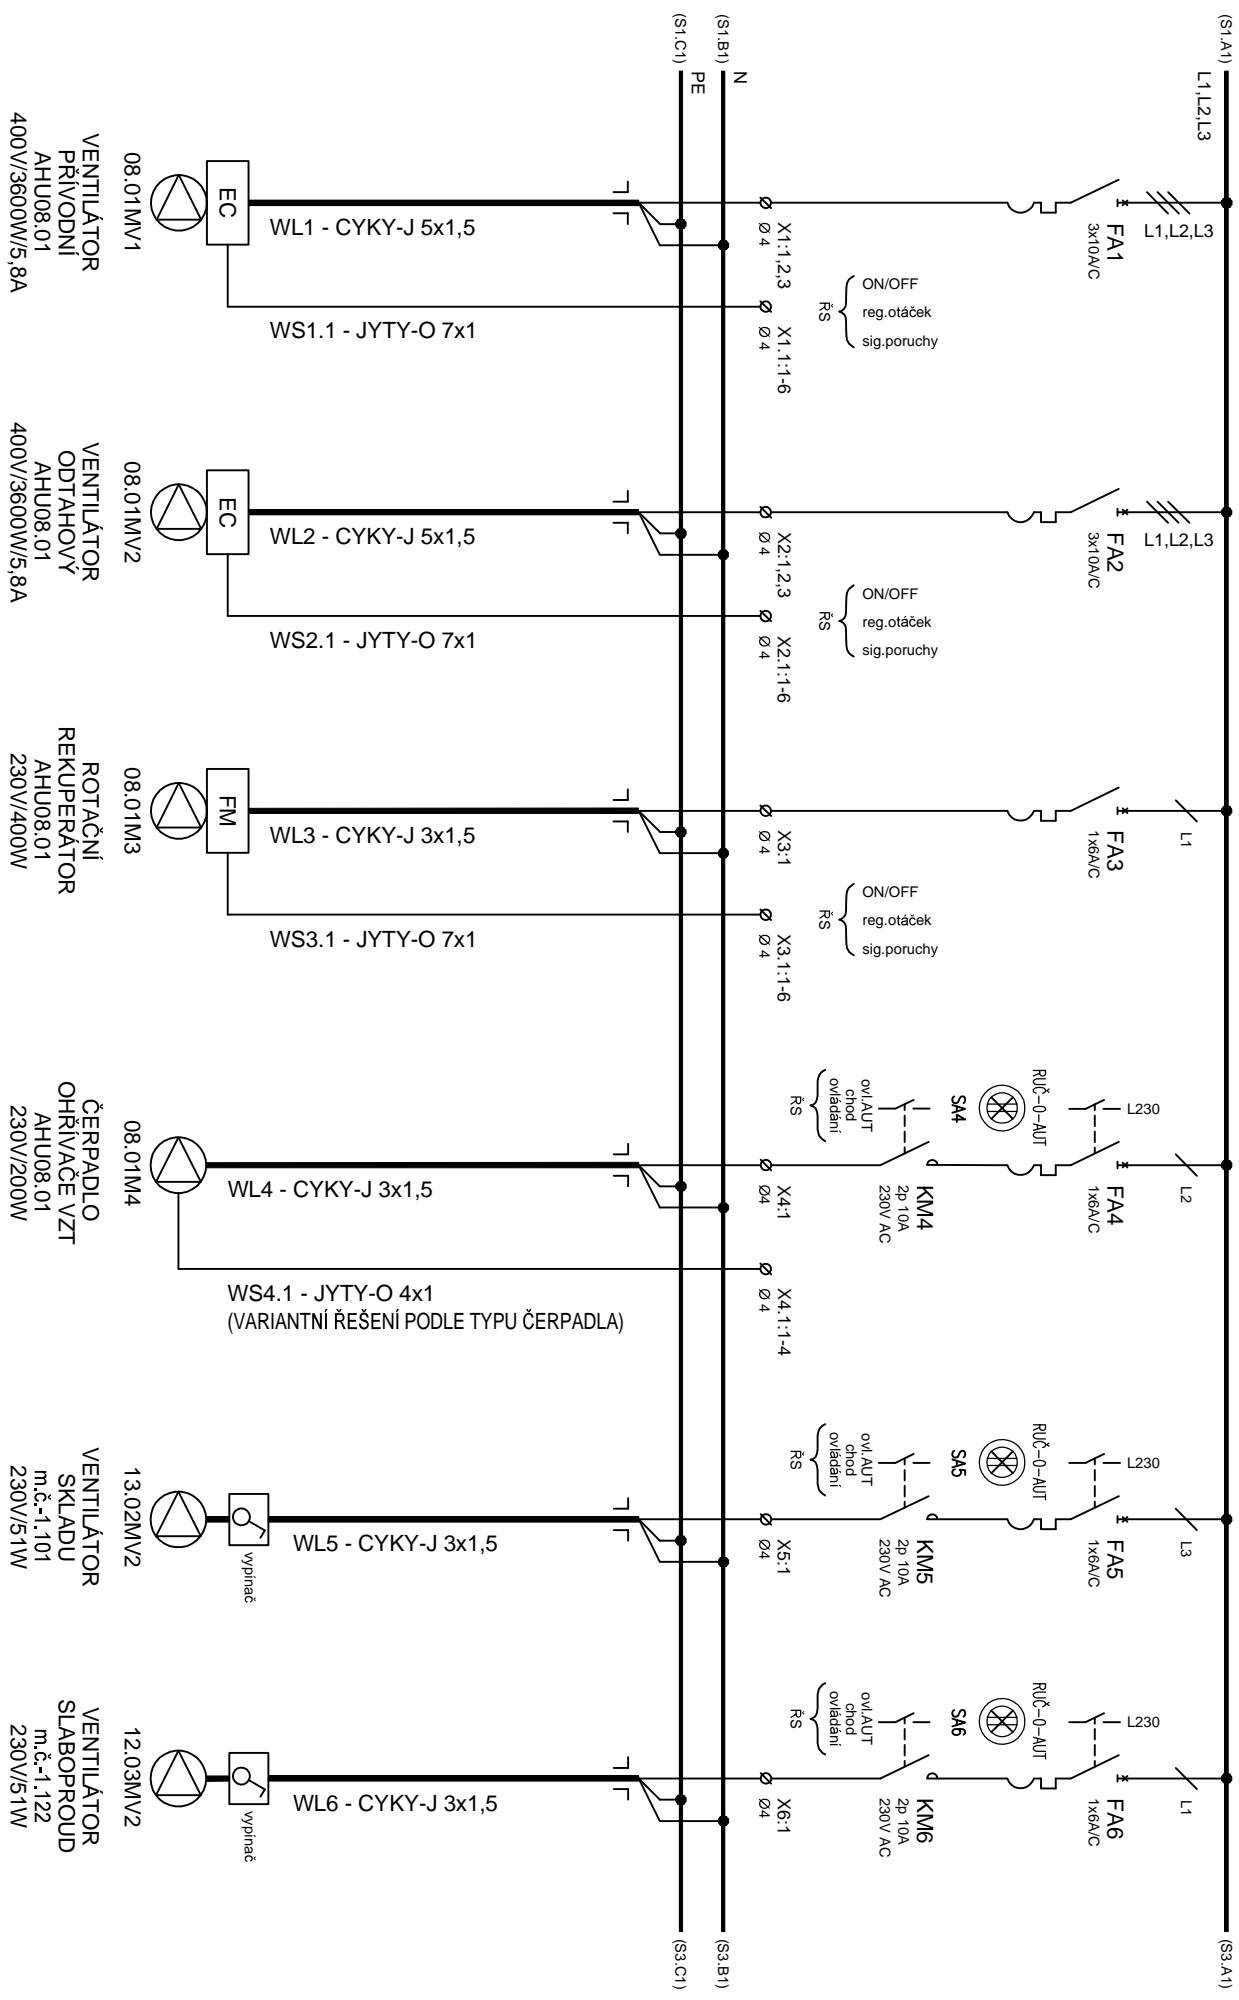 (S1.A1)
L1,L2,L3
(S3.A1)
(S1.B1)
N
(S3.B1)
(S1.C1)
PE
(S3.C1)
L1,L2,L3
FA1
3x10A/C
ON/OFF
reg.otáček
sig.poruchy
ŘS
X1:1,2,3
Ø 4
X1.1:1-6
Ø 4
WL1 - CYKY-J 5x1,5
WS1.1 - JYTY-O 7x1
EC
08.01MV1
VENTILÁTOR
PŘÍVODNÍ
AHU08.01
400V/3600W/5,8A
L1,L2,L3
FA2
3x10A/C
ON/OFF
reg.otáček
sig.poruchy
ŘS
X2:1,2,3
Ø 4
X2.1:1-6
Ø 4
WL2 - CYKY-J 5x1,5
WS2.1 - JYTY-O 7x1
EC
08.01MV2
VENTILÁTOR
ODTAHOVÝ
AHU08.01
400V/3600W/5,8A
L1
FA3
1x6A/C
ON/OFF
reg.otáček
sig.poruchy
ŘS
X3:1
Ø 4
X3.1:1-6
Ø 4
WL3 - CYKY-J 3x1,5
WS3.1 - JYTY-O 7x1
FM
08.01M3
ROTAČNÍ
REKUPERÁTOR
AHU08.01
230V/400W
L2
L230
FA4
1x6A/C
RUČ-0-AUT
SA4
KM4
2p 10A
230V AC
ovl.AUT
chod
ovládání
ŘS
X4:1
Ø4
X4.1:1-4
Ø 4
WL4 - CYKY-J 3x1,5
WS4.1 - JYTY-O 4x1
(VARIANTNÍ ŘEŠENÍ PODLE TYPU ČERPADLA)
08.01M4
ČERPADLO
OHŘÍVAČE VZT
AHU08.01
230V/200W
L3
L230
FA5
1x6A/C
RUČ-0-AUT
SA5
KM5
2p 10A
230V AC
ovl.AUT
chod
ovládání
ŘS
X5:1
Ø4
WL5 - CYKY-J 3x1,5
vypínač
13.02MV2
VENTILÁTOR
SKLADU
m.č.-1.101
230V/51W
L1
L230
FA6
1x6A/C
RUČ-0-AUT
SA6
KM6
2p 10A
230V AC
ovl.AUT
chod
ovládání
ŘS
X6:1
Ø4
WL6 - CYKY-J 3x1,5
vypínač
12.03MV2
VENTILÁTOR
SLABOPROUD
m.č.-1.122
230V/51W